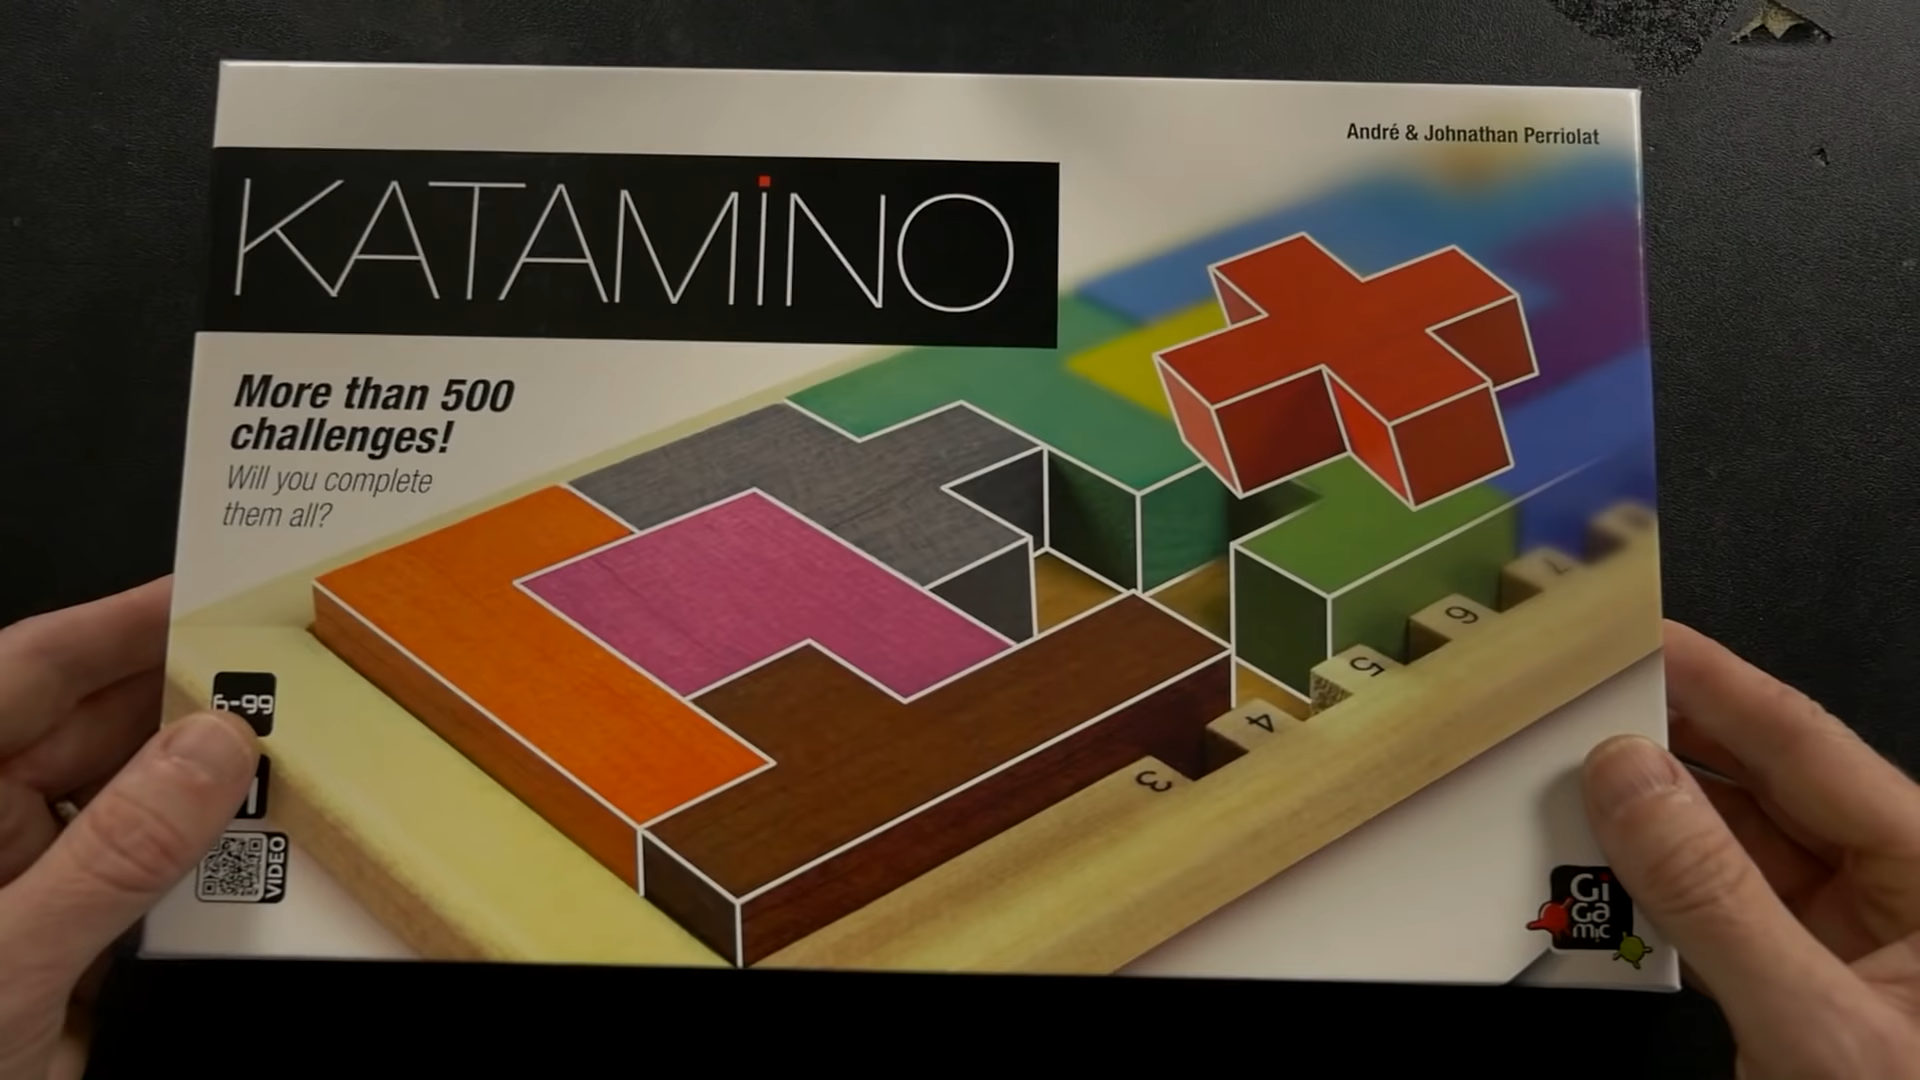 André & Johnathan Perriolat
KATAMiNO
More than 500
challenges!
Will you complete
them all?
6-99
1
VIDEO
3
4
5
6
7
Gi
Ga
mic